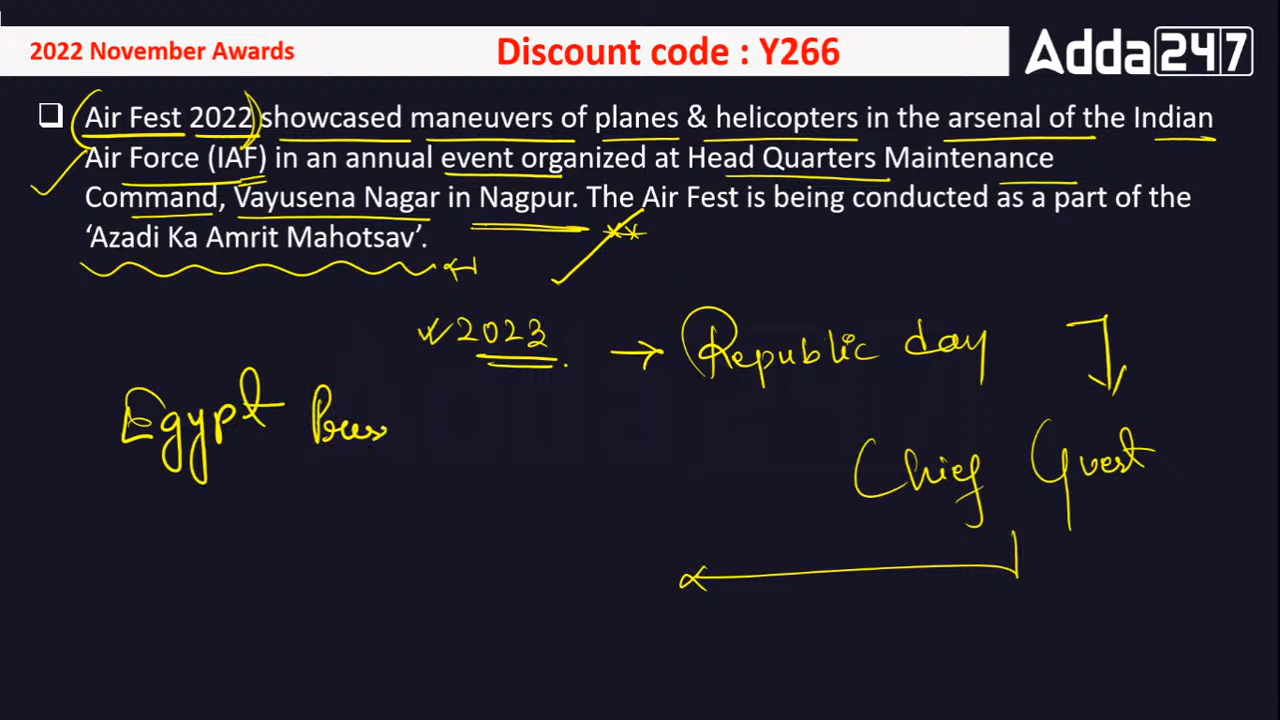 2022 November Awards
Discount code : Y266
Adda247
Air Fest 2022 showcased maneuvers of planes & helicopters in the arsenal of the Indian
Air Force (IAF) in an annual event organized at Head Quarters Maintenance
Command, Vayusena Nagar in Nagpur. The Air Fest is being conducted as a part of the
‘Azadi Ka Amrit Mahotsav’.
2023 → Republic day
Egypt
Chief Guest